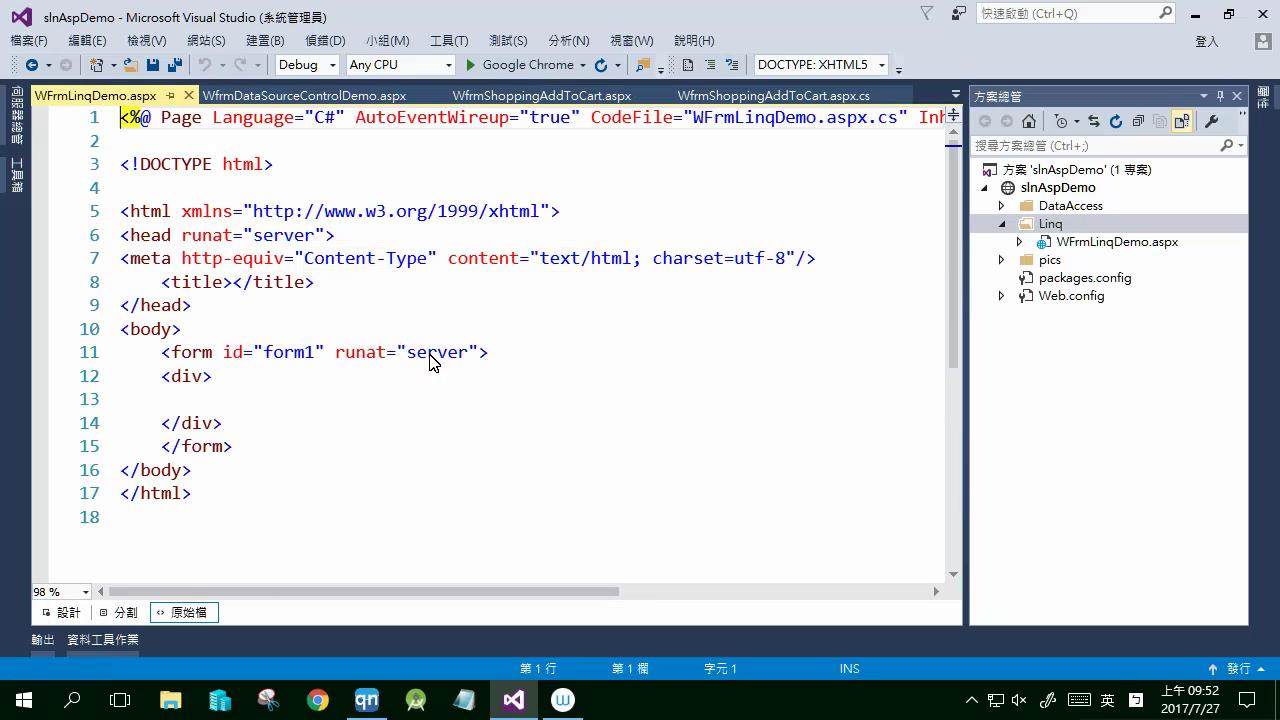 slnAspDemo - Microsoft Visual Studio (系統管理員)
快速啟動 (Ctrl+Q)
檔案(F) 編輯(E) 檢視(V) 網站(S) 建置(B) 偵錯(D) 小組(M) 工具(T) 測試(S) 分析(N) 視窗(W) 說明(H) 登入
Debug Any CPU Google Chrome DOCTYPE: XHTML5
伺服器總管
工具箱
WFrmLinqDemo.aspx WFrmDataSourceControlDemo.aspx WfrmShoppingAddToCart.aspx WfrmShoppingAddToCart.aspx.cs
1 <%@ Page Language="C#" AutoEventWireup="true" CodeFile="WFrmLinqDemo.aspx.cs" Inh
2
3 <!DOCTYPE html>
4
5 <html xmlns="http://www.w3.org/1999/xhtml">
6 <head runat="server">
7 <meta http-equiv="Content-Type" content="text/html; charset=utf-8"/>
8 <title></title>
9 </head>
10 <body>
11 <form id="form1" runat="server">
12 <div>
13
14 </div>
15 </form>
16 </body>
17 </html>
18
98 %
設計 分割 原始檔
輸出 資料工具作業
方案總管
搜尋方案總管 (Ctrl+;)
方案 'slnAspDemo' (1 專案)
slnAspDemo
DataAccess
Linq
WFrmLinqDemo.aspx
pics
packages.config
Web.config
第 1 行 第 1 欄 字元 1 INS 發行
qn W 英 上午 09:52
2017/7/27